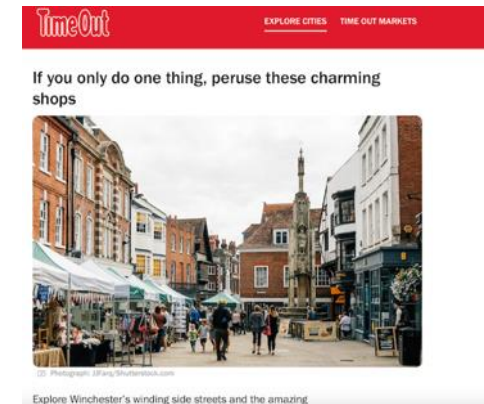 TimeOut
EXPLORE CITIES TIME OUT MARKETS
If you only do one thing, peruse these charming
shops
Photograph: /Shutterstock.com
Explore Winchester's winding side streets and the amazing